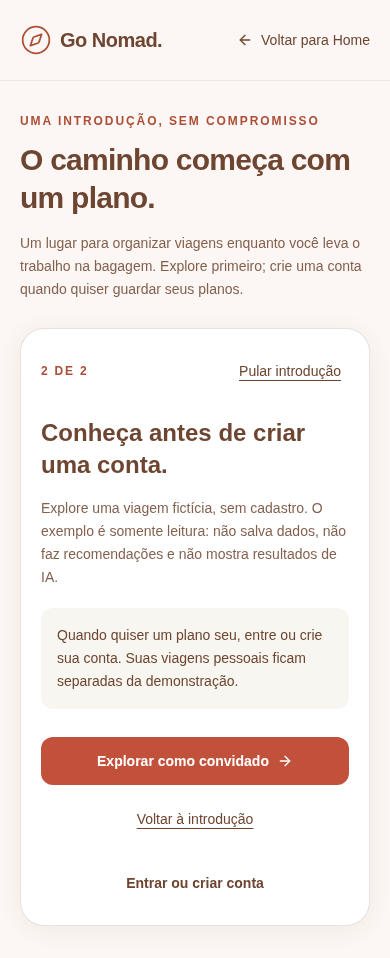 Go Nomad.
Voltar para Home
UMA INTRODUÇÃO, SEM COMPROMISSO
O caminho começa com
um plano.
Um lugar para organizar viagens enquanto você leva o
trabalho na bagagem. Explore primeiro; crie uma conta
quando quiser guardar seus planos.
2 DE 2
Pular introdução
Conheça antes de criar
uma conta.
Explore uma viagem fictícia, sem cadastro. O
exemplo é somente leitura: não salva dados, não
faz recomendações e não mostra resultados de
IA.
Quando quiser um plano seu, entre ou crie
sua conta. Suas viagens pessoais ficam
separadas da demonstração.
Explorar como convidado
Voltar à introdução
Entrar ou criar conta